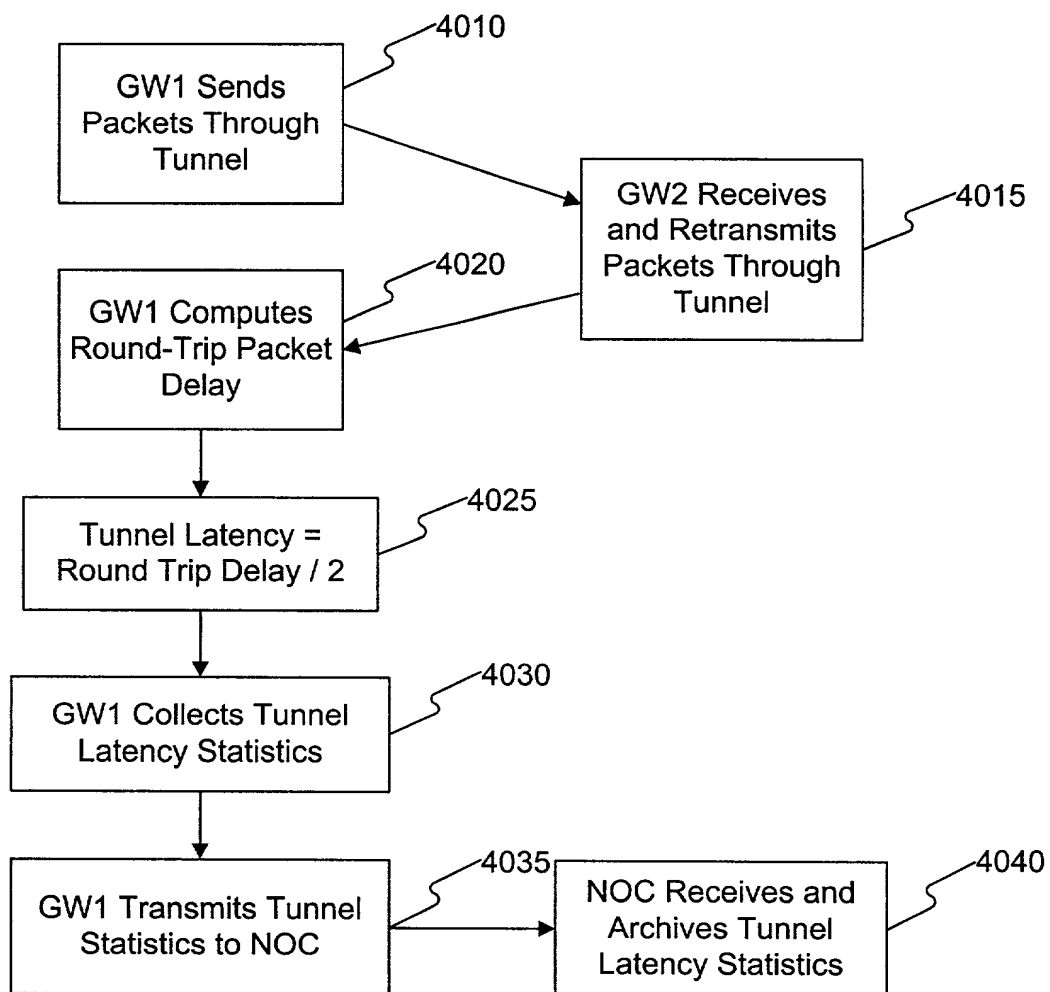 4010
GW1 Sends
Packets Through
Tunnel
GW2 Receives
and Retransmits
Packets Through
Tunnel
4015
4020
GW1 Computes
Round-Trip Packet
Delay
4025
Tunnel Latency =
Round Trip Delay / 2
4030
GW1 Collects Tunnel
Latency Statistics
4035
GW1 Transmits Tunnel
Statistics to NOC
4040
NOC Receives and
Archives Tunnel
Latency Statistics